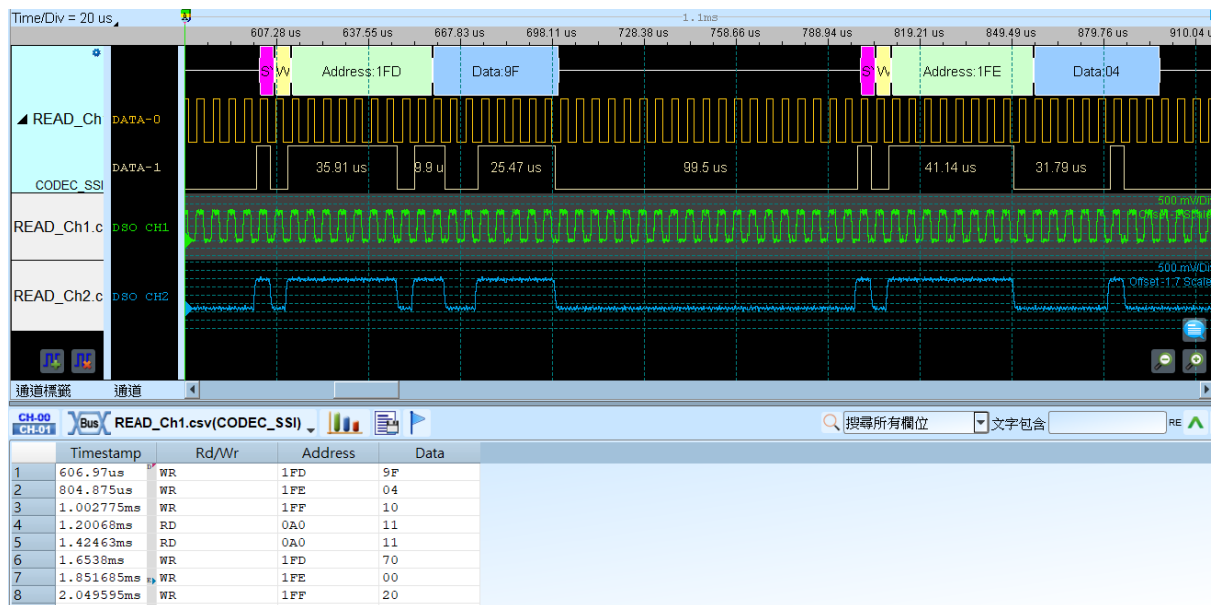 Time/Div = 20 us
1.1ms
607.28 us 637.55 us 667.83 us 698.11 us 728.38 us 758.66 us 788.94 us 819.21 us 849.49 us 879.76 us 910.04 u
W Address:1FD Data:9F W Address:1FE Data:04
READ_Ch DATA-0
DATA-1 35.91 us 9.9 u 25.47 us 99.5 us 41.14 us 31.79 us
CODEC_SSI
500 mV/Di
READ_Ch1.c DSO CH1
500 mV/Di
READ_Ch2.c DSO CH2 Offset-1.7 Scale
通道標籤 通道
CH-00
CH-01 Bus READ_Ch1.csv(CODEC_SSI) 搜尋所有欄位 文字包含 RE
Timestamp Rd/Wr Address Data
1 606.97us WR 1FD 9F
2 804.875us WR 1FE 04
3 1.002775ms WR 1FF 10
4 1.20068ms RD 0A0 11
5 1.42463ms RD 0A0 11
6 1.6538ms WR 1FD 70
7 1.851685ms WR 1FE 00
8 2.049595ms WR 1FF 20